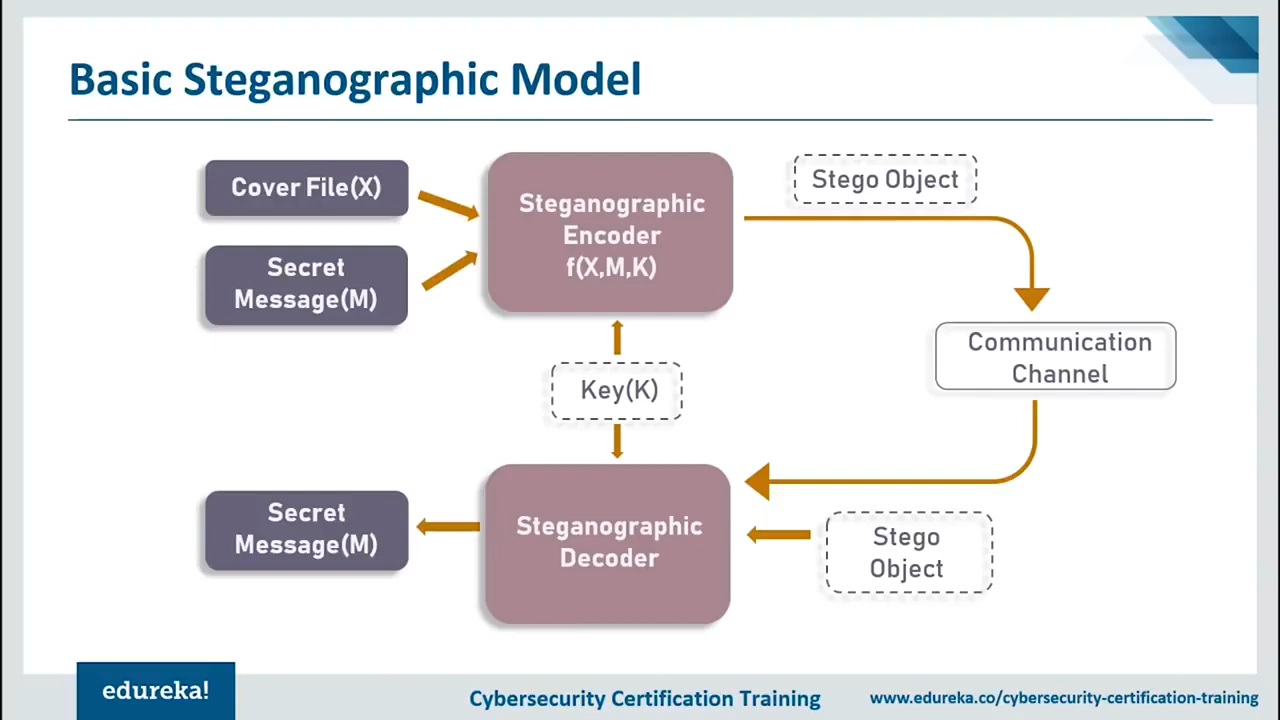 Basic Steganographic Model
Cover File(X)
Secret
Message(M)
Steganographic
Encoder
f(X,M,K)
Stego Object
Communication
Channel
Key(K)
Secret
Message(M)
Steganographic
Decoder
Stego
Object
edureka!
Cybersecurity Certification Training
www.edureka.co/cybersecurity-certification-training